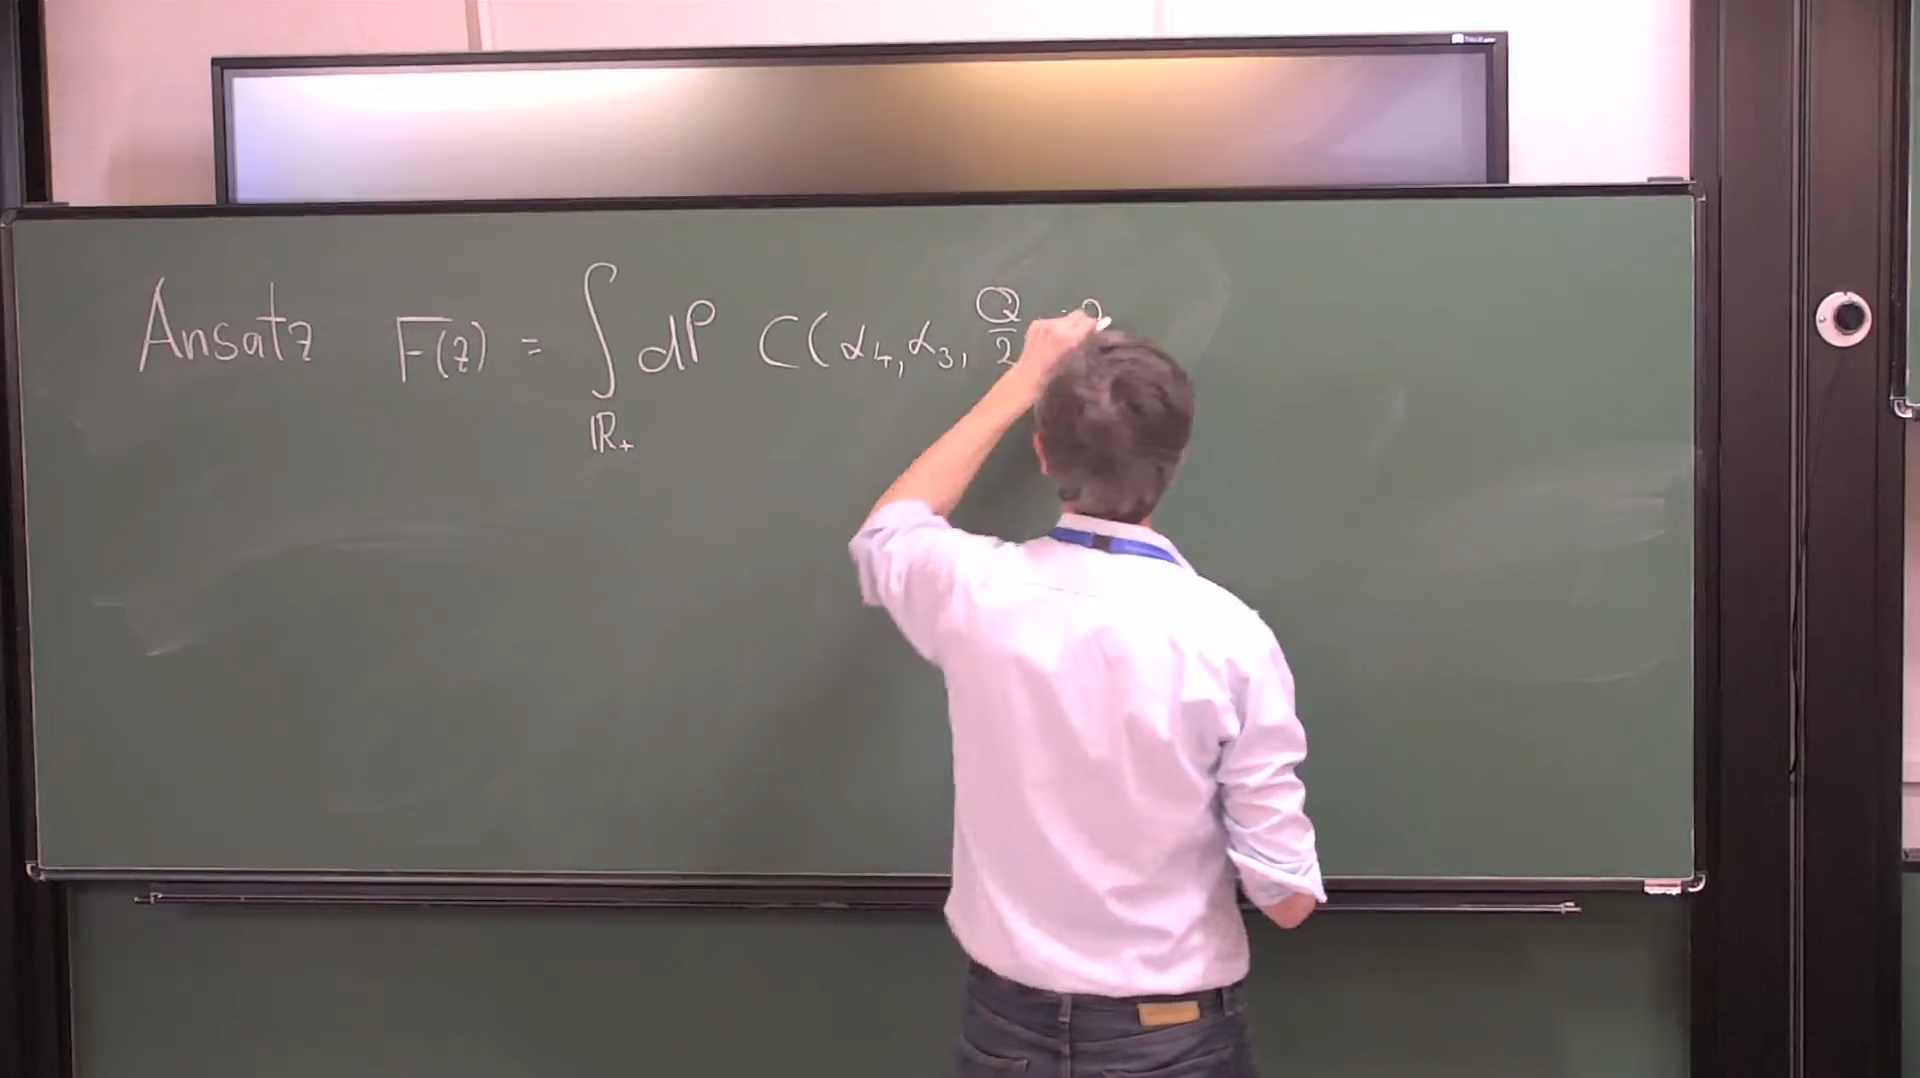 Ansatz F(z) = ∫ dP C(α₄, α₃, Q/2
ℝ₊